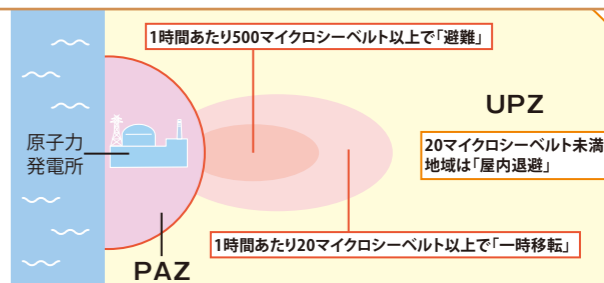 1時間あたり500マイクロシーベルト以上で「避難」
UPZ
原子力
発電所
20マイクロシーベルト未満
地域は「屋内退避」
1時間あたり20マイクロシーベルト以上で「一時移転」
PAZ